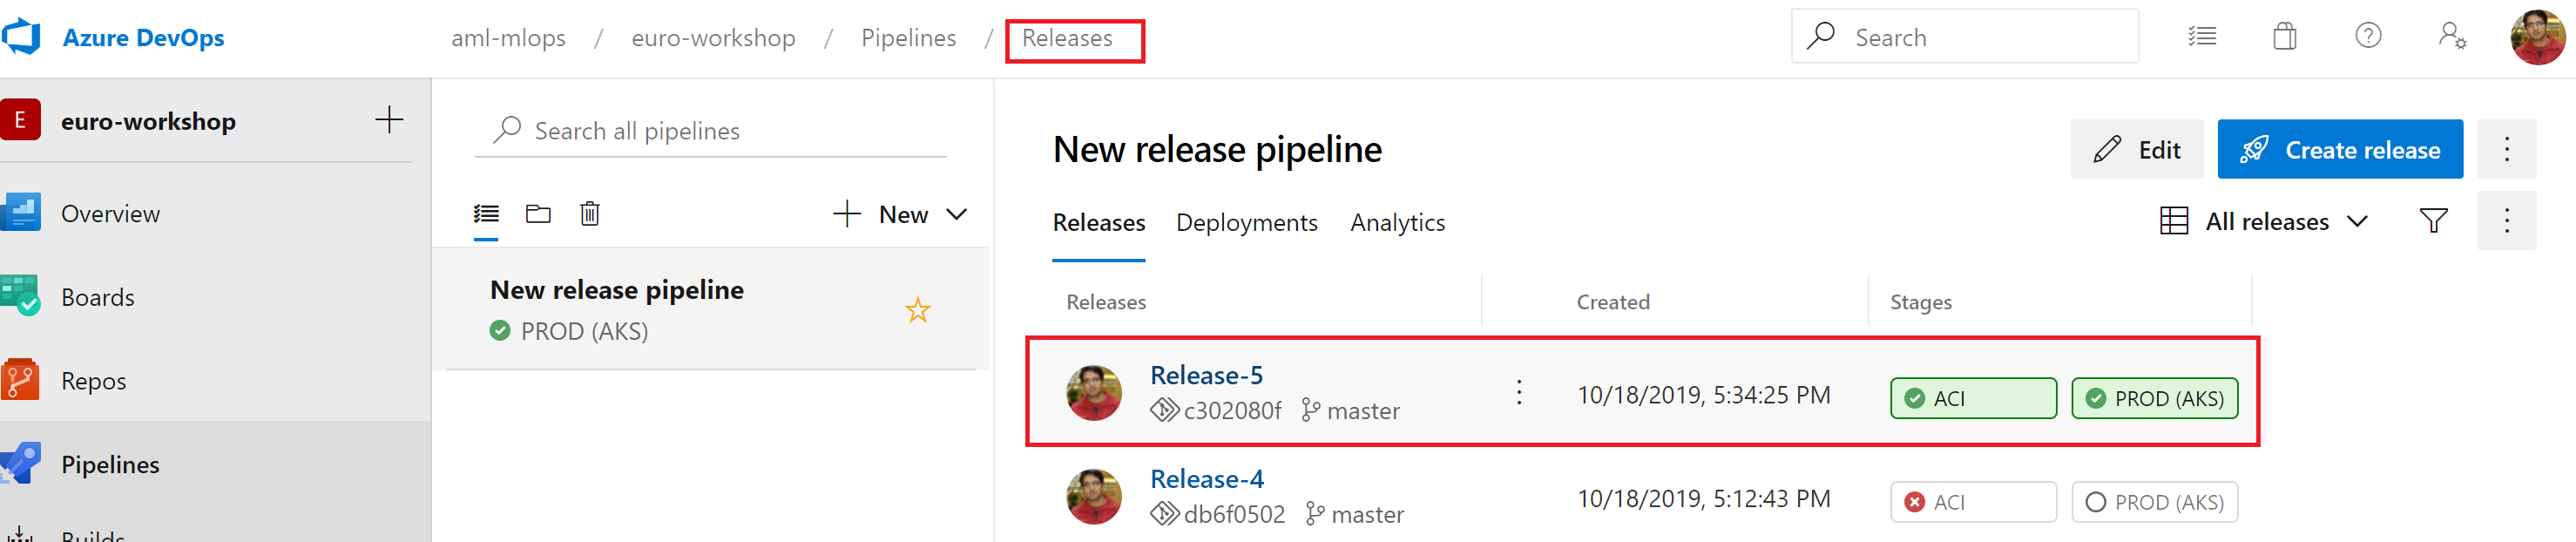 Azure DevOps
aml-mlops / euro-workshop / Pipelines / Releases
Search
E
euro-workshop
Overview
Boards
Repos
Pipelines
Builds
Search all pipelines
New
New release pipeline
PROD (AKS)
New release pipeline
Edit
Create release
Releases Deployments Analytics
All releases
Releases Created Stages
Release-5
c302080f master
10/18/2019, 5:34:25 PM
ACI
PROD (AKS)
Release-4
db6f0502 master
10/18/2019, 5:12:43 PM
ACI
PROD (AKS)